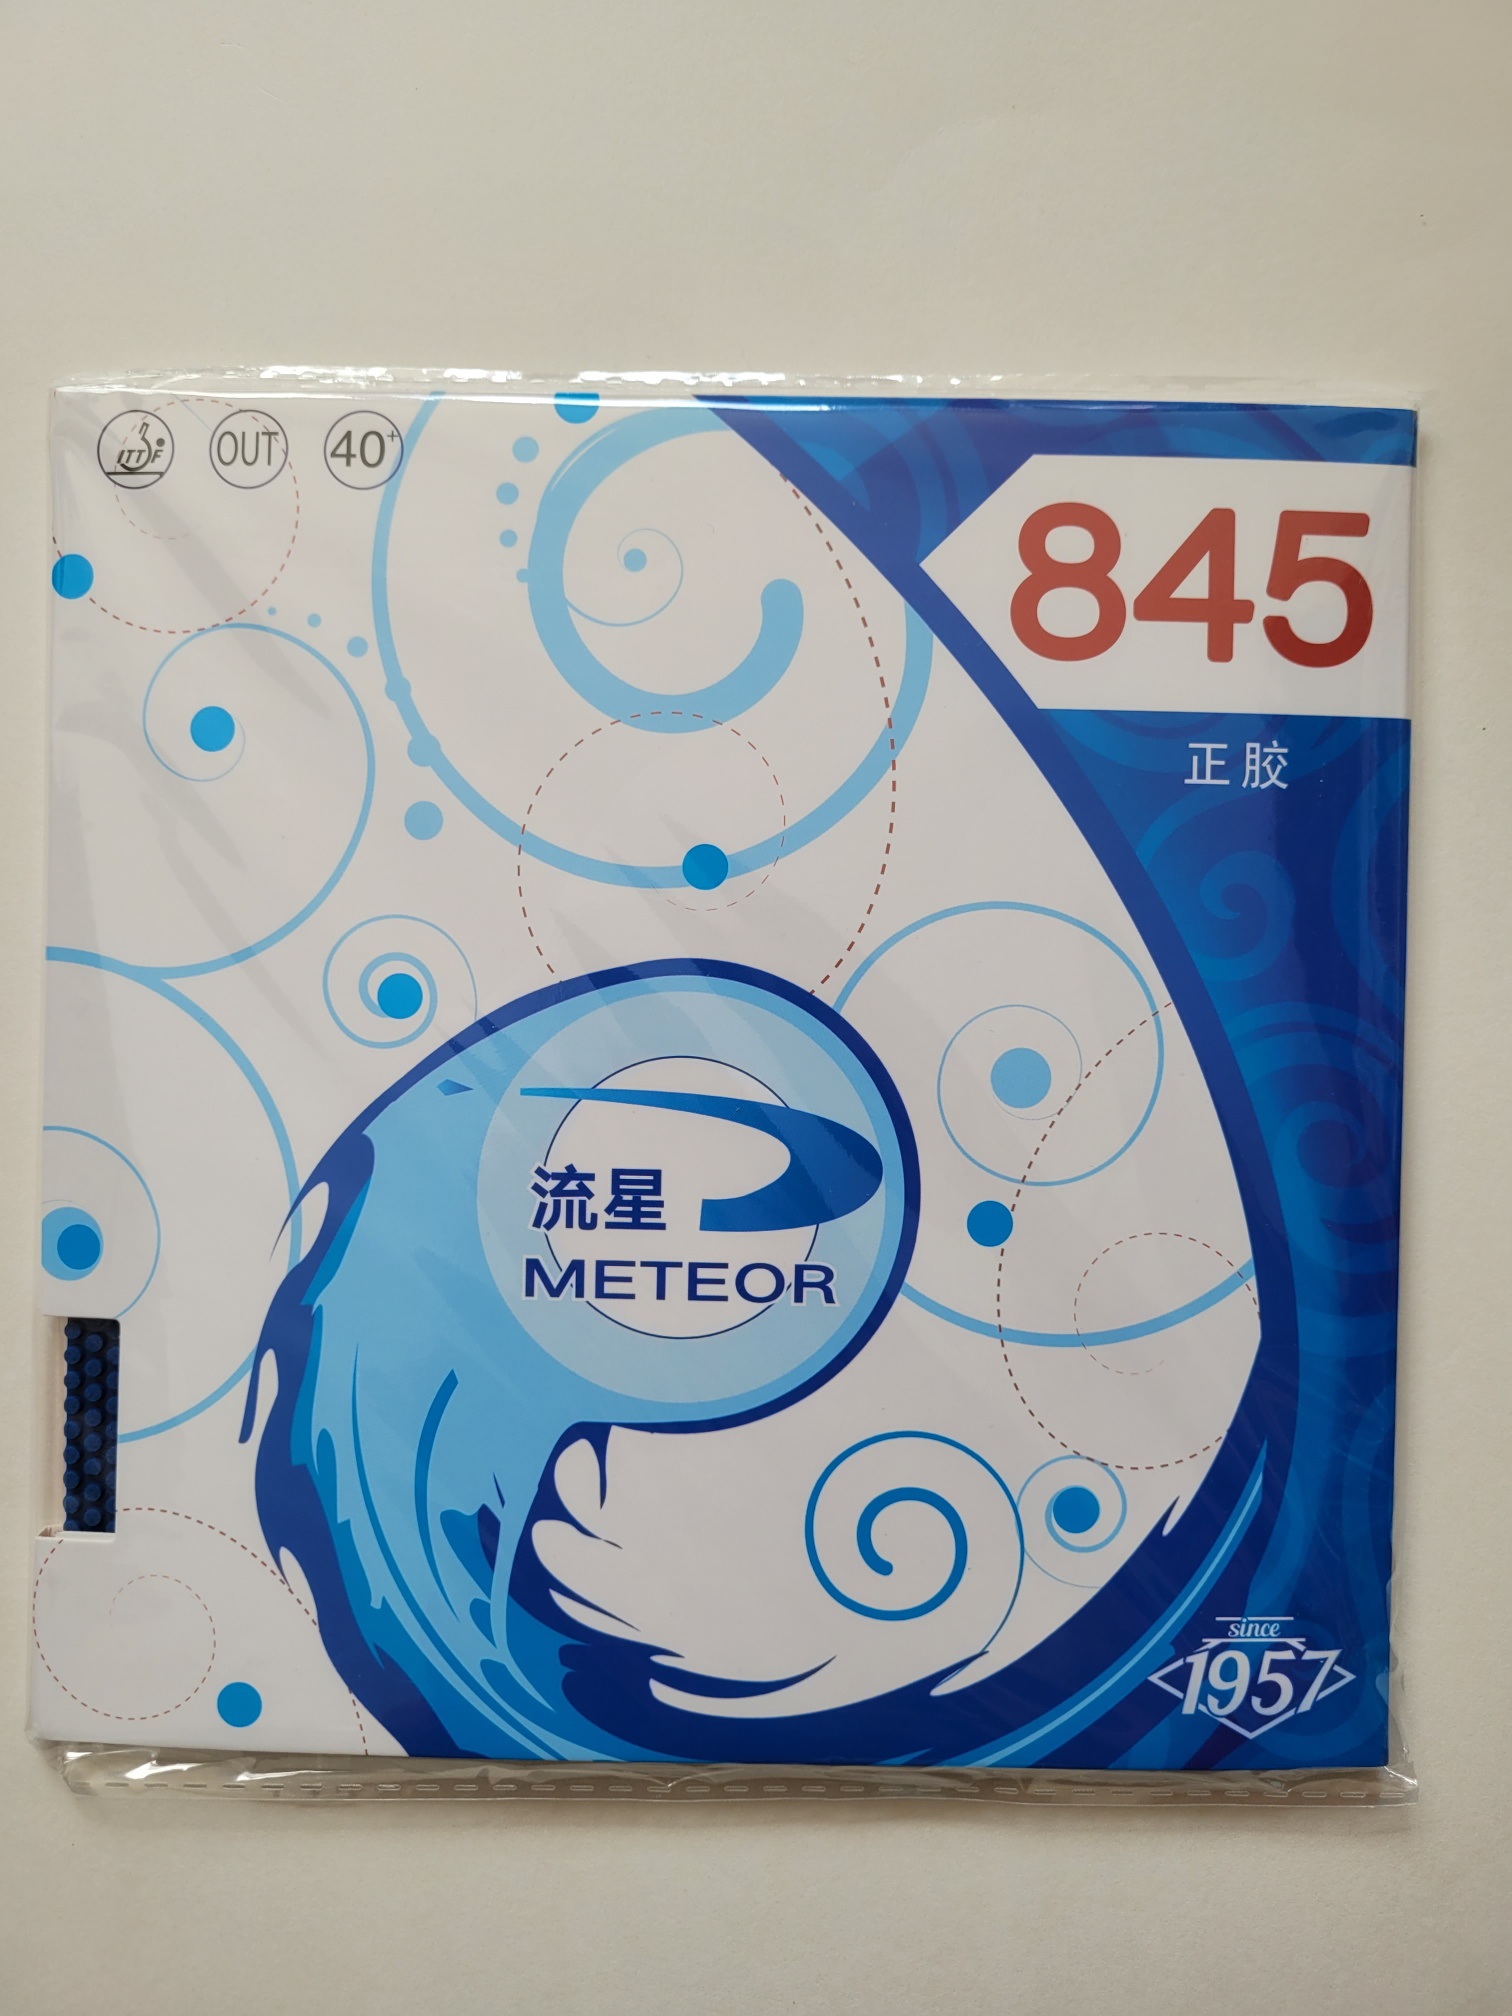 ITTF
OUT
40+
845
正胶
流星
METEOR
since
1957